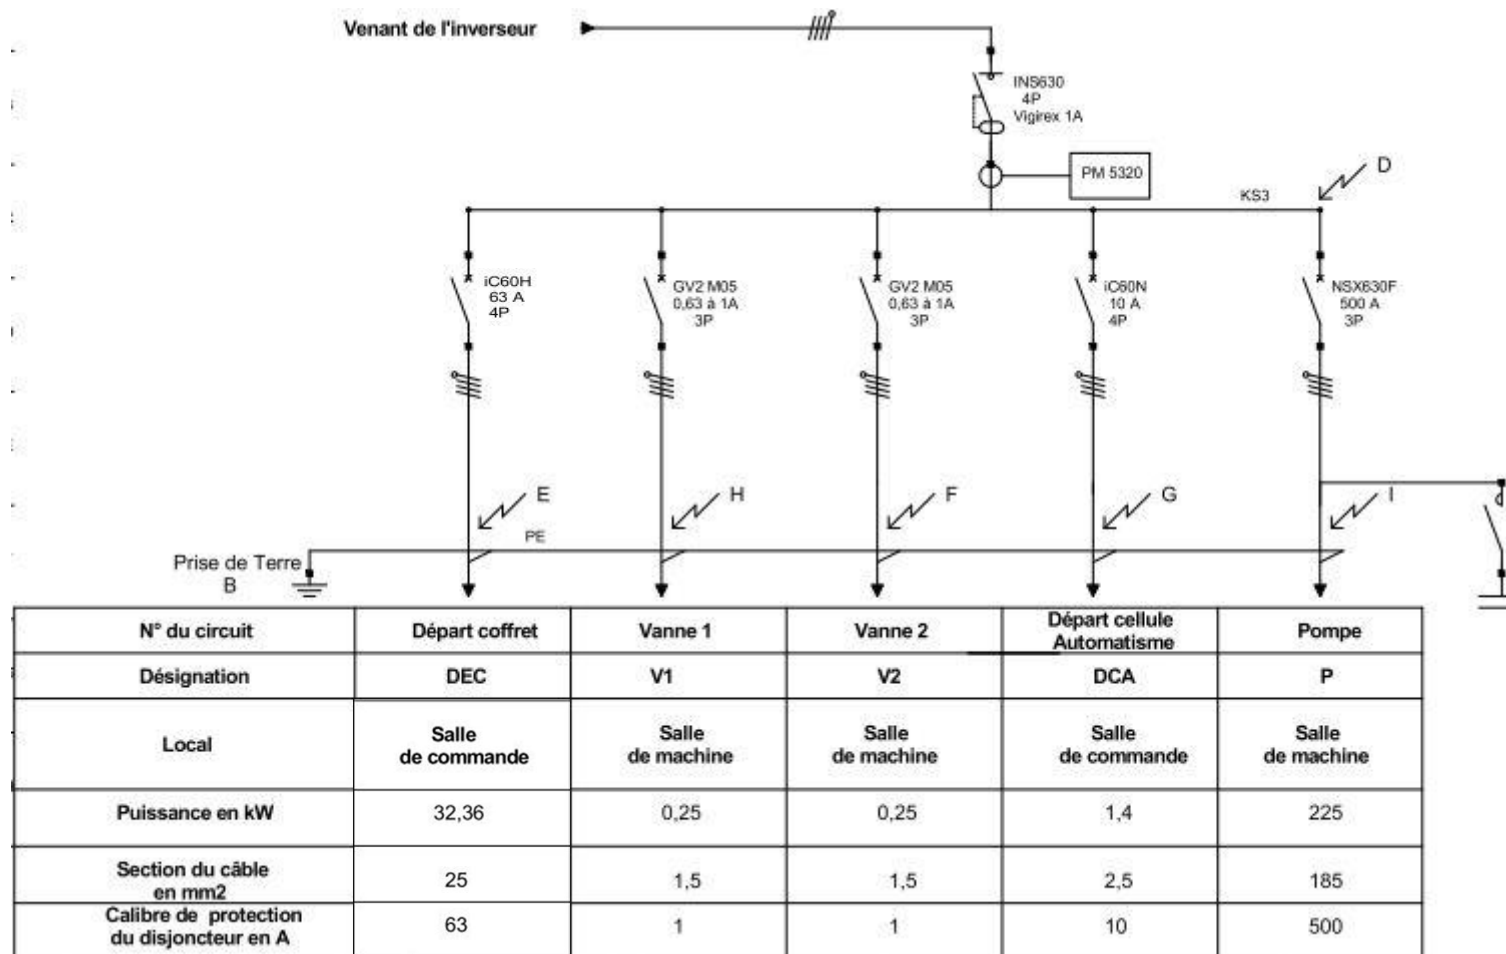 Venant de l'inverseur
INS630
4P
Vigirex 1A
PM 5320
D
KS3
iC60H
63 A
4P
GV2 M05
0,63 à 1A
3P
GV2 M05
0,63 à 1A
3P
iC60N
10 A
4P
NSX630F
500 A
3P
E
H
F
G
I
PE
Prise de Terre
B
N° du circuit
Départ coffret
Vanne 1
Vanne 2
Départ cellule
Automatisme
Pompe
Désignation
DEC
V1
V2
DCA
P
Local
Salle
de commande
Salle
de machine
Salle
de machine
Salle
de commande
Salle
de machine
Puissance en kW
32,36
0,25
0,25
1,4
225
Section du câble
en mm2
25
1,5
1,5
2,5
185
Calibre de protection
du disjoncteur en A
63
1
1
10
500